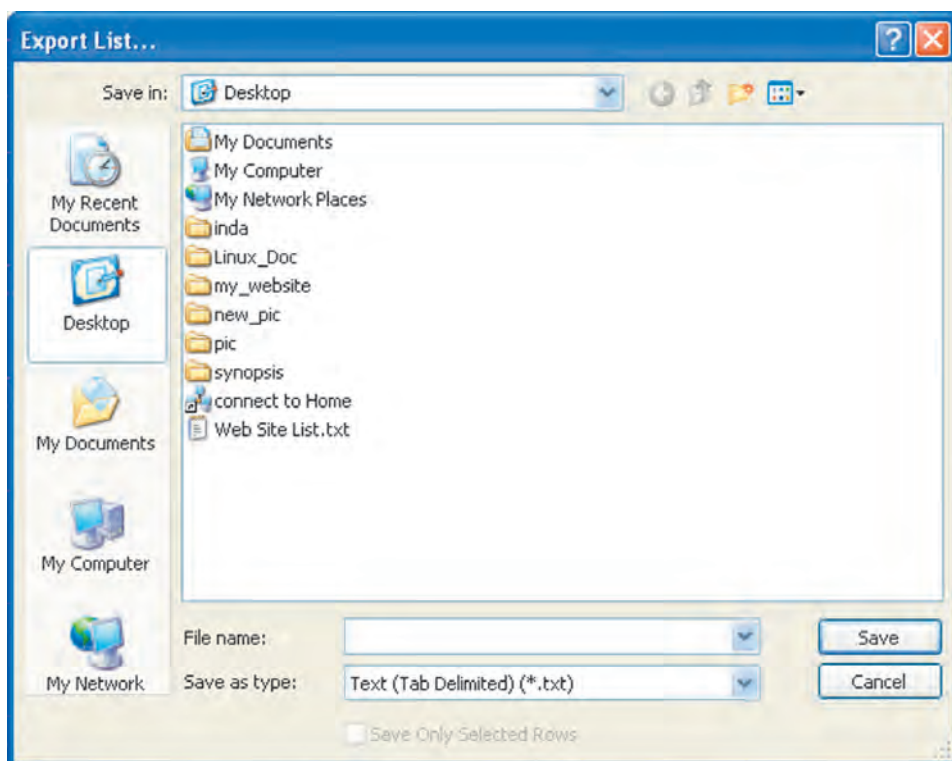 Export List...
Save in:
Desktop
My Recent
Documents
Desktop
My Documents
My Computer
My Network
My Documents
My Computer
My Network Places
inda
Linux_Doc
my_website
new_pic
pic
synopsis
connect to Home
Web Site List.txt
File name:
Save
Save as type:
Text (Tab Delimited) (*.txt)
Cancel
Save Only Selected Rows